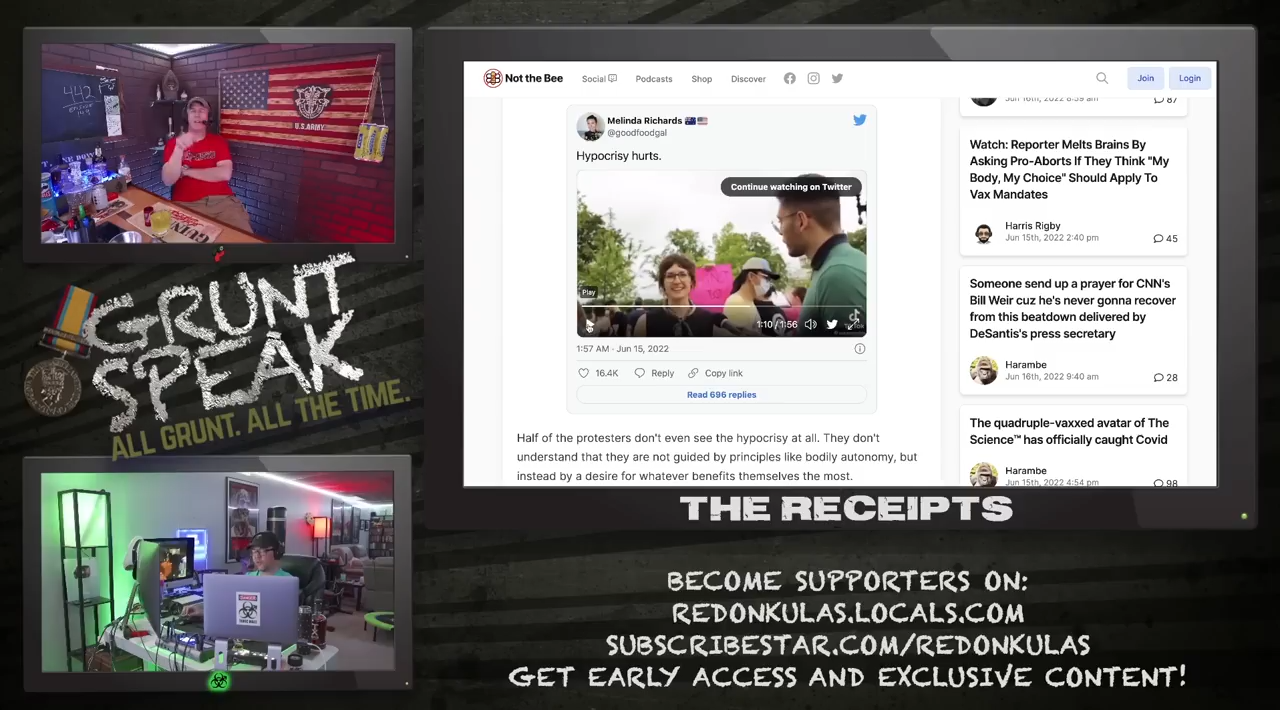 442
U.S. ARMY
GRUNT
SPEAK
ALL GRUNT. ALL THE TIME.
DANGER
Not the Bee
Social
Podcasts
Shop
Discover
Join
Login
Melinda Richards
@goodfoodgal
Hypocrisy hurts.
Continue watching on Twitter
Play
1:10 / 1:56
1:57 AM · Jun 15, 2022
16.4K
Reply
Copy link
Read 696 replies
Half of the protesters don't even see the hypocrisy at all. They don't
understand that they are not guided by principles like bodily autonomy, but
instead by a desire for whatever benefits themselves the most.
Jun 16th, 2022 8:59 am
87
Watch: Reporter Melts Brains By
Asking Pro-Aborts If They Think "My
Body, My Choice" Should Apply To
Vax Mandates
Harris Rigby
Jun 15th, 2022 2:40 pm
45
Someone send up a prayer for CNN's
Bill Weir cuz he's never gonna recover
from this beatdown delivered by
DeSantis's press secretary
Harambe
Jun 16th, 2022 9:40 am
28
The quadruple-vaxxed avatar of The
Science™ has officially caught Covid
Harambe
Jun 15th, 2022 4:54 pm
98
THE RECEIPTS
BECOME SUPPORTERS ON:
REDONKULAS.LOCALS.COM
SUBSCRIBESTAR.COM/REDONKULAS
GET EARLY ACCESS AND EXCLUSIVE CONTENT!